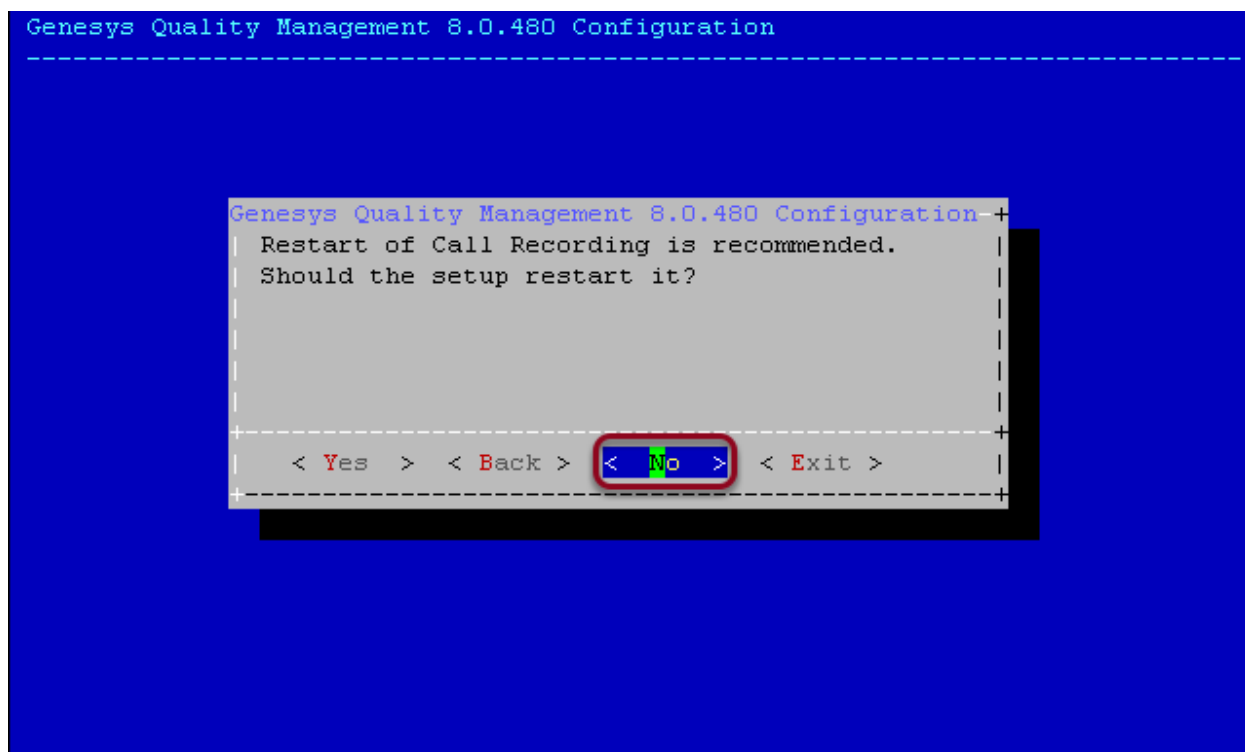 Genesys Quality Management 8.0.480 Configuration
Genesys Quality Management 8.0.480 Configuration
Restart of Call Recording is recommended.
Should the setup restart it?
< Yes > < Back > < No > < Exit >